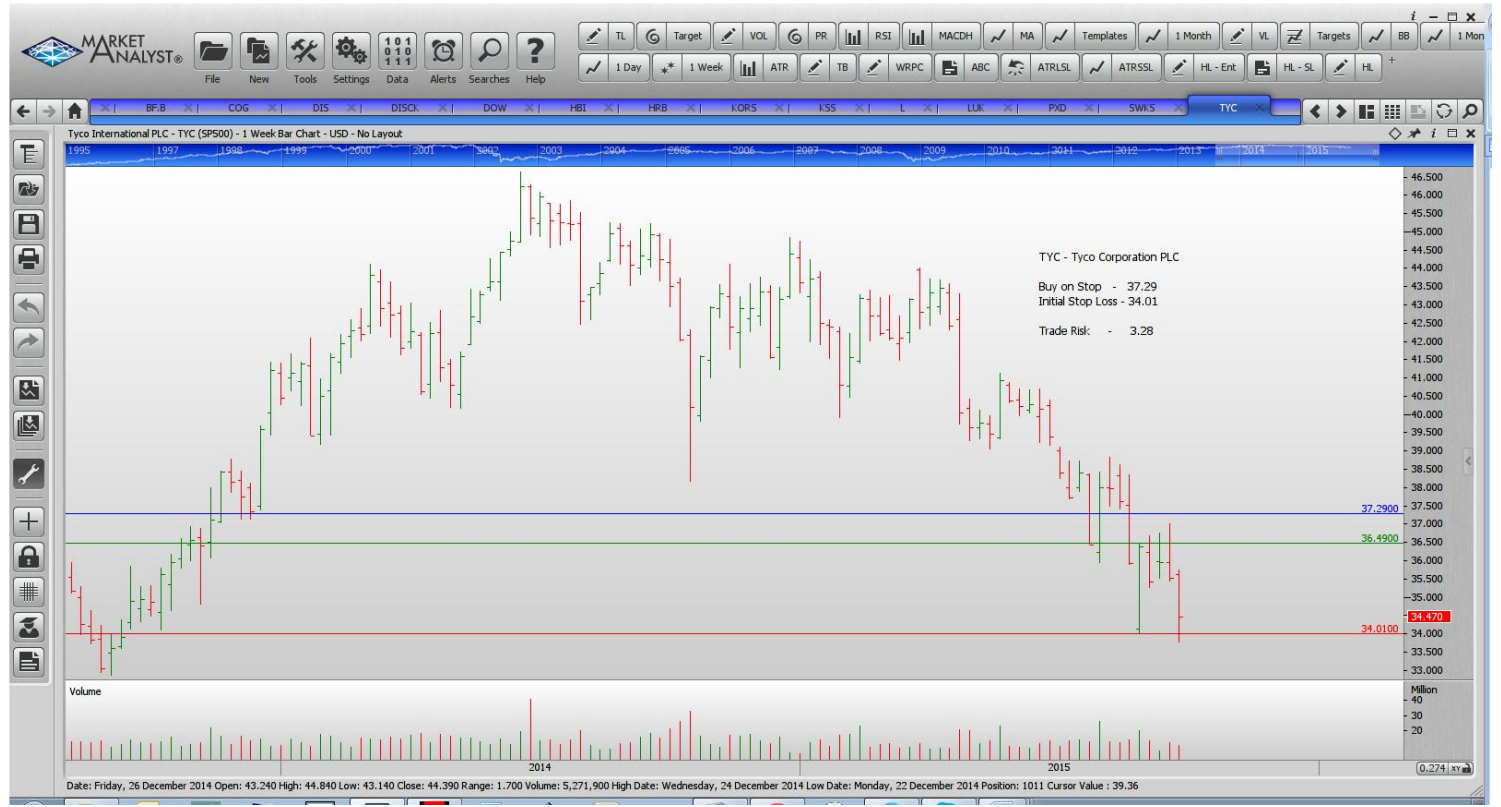 i
MARKET ANALYST®
TL Target VOL PR RSI MACDH MA Templates 1 Month VL Targets BB 1 Mon
1 Day 1 Week ATR TB WRPC ABC ATRLSL ATRSSL HL - Ent HL - SL HL +
101 010 111
File New Tools Settings Data Alerts Searches Help
BF.B COG DIS DISCK DOW HBI HRB KORS KSS L LUK PXD SWKS TYC
Tyco International PLC - TYC (SP500) - 1 Week Bar Chart - USD - No Layout
1995 1997 1998 1999 2000 2001 2002 2003 2004 2005 2006 2007 2008 2009 2010 2011 2012 2013 2014 2015
46.500
46.000
45.500
45.000
44.500
44.000
43.500
43.000
42.500
42.000
41.500
41.000
40.500
40.000
39.500
39.000
38.500
38.000
37.500
37.000
36.500
36.000
35.500
35.000
34.470
34.000
33.500
33.000
TYC - Tyco Corporation PLC
Buy on Stop - 37.29
Initial Stop Loss - 34.01
Trade Risk - 3.28
37.2900
36.4900
34.0100
Volume
Million
40
30
20
2014 2015
0.274 XY
Date: Friday, 26 December 2014 Open: 43.240 High: 44.840 Low: 43.140 Close: 44.390 Range: 1.700 Volume: 5,271,900 High Date: Wednesday, 24 December 2014 Low Date: Monday, 22 December 2014 Position: 1011 Cursor Value : 39.36